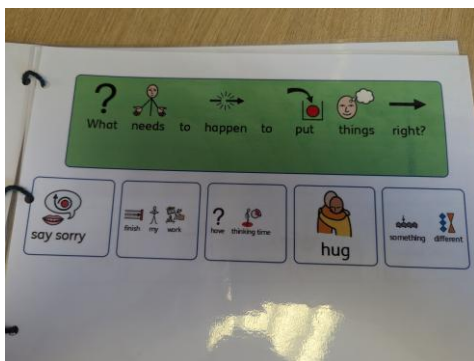 What needs to happen to put things right?
say sorry
finish my work
have thinking time
hug
something different